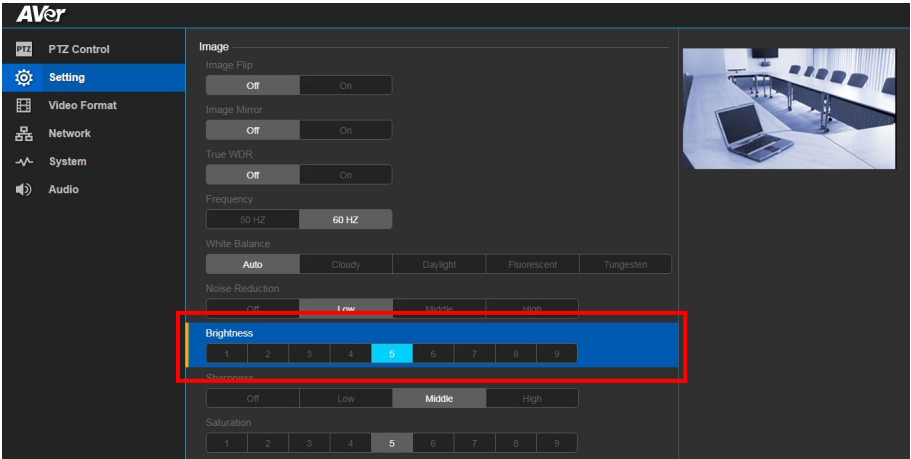 AVer
PTZ PTZ Control
Setting
Video Format
Network
System
Audio
Image
Image Flip
Off On
Image Mirror
Off On
True WDR
Off On
Frequency
50 HZ 60 HZ
White Balance
Auto Cloudy Daylight Fluorescent Tungesten
Noise Reduction
Off Low Middle High
Brightness
1 2 3 4 5 6 7 8 9
Sharpness
Off Low Middle High
Saturation
1 2 3 4 5 6 7 8 9